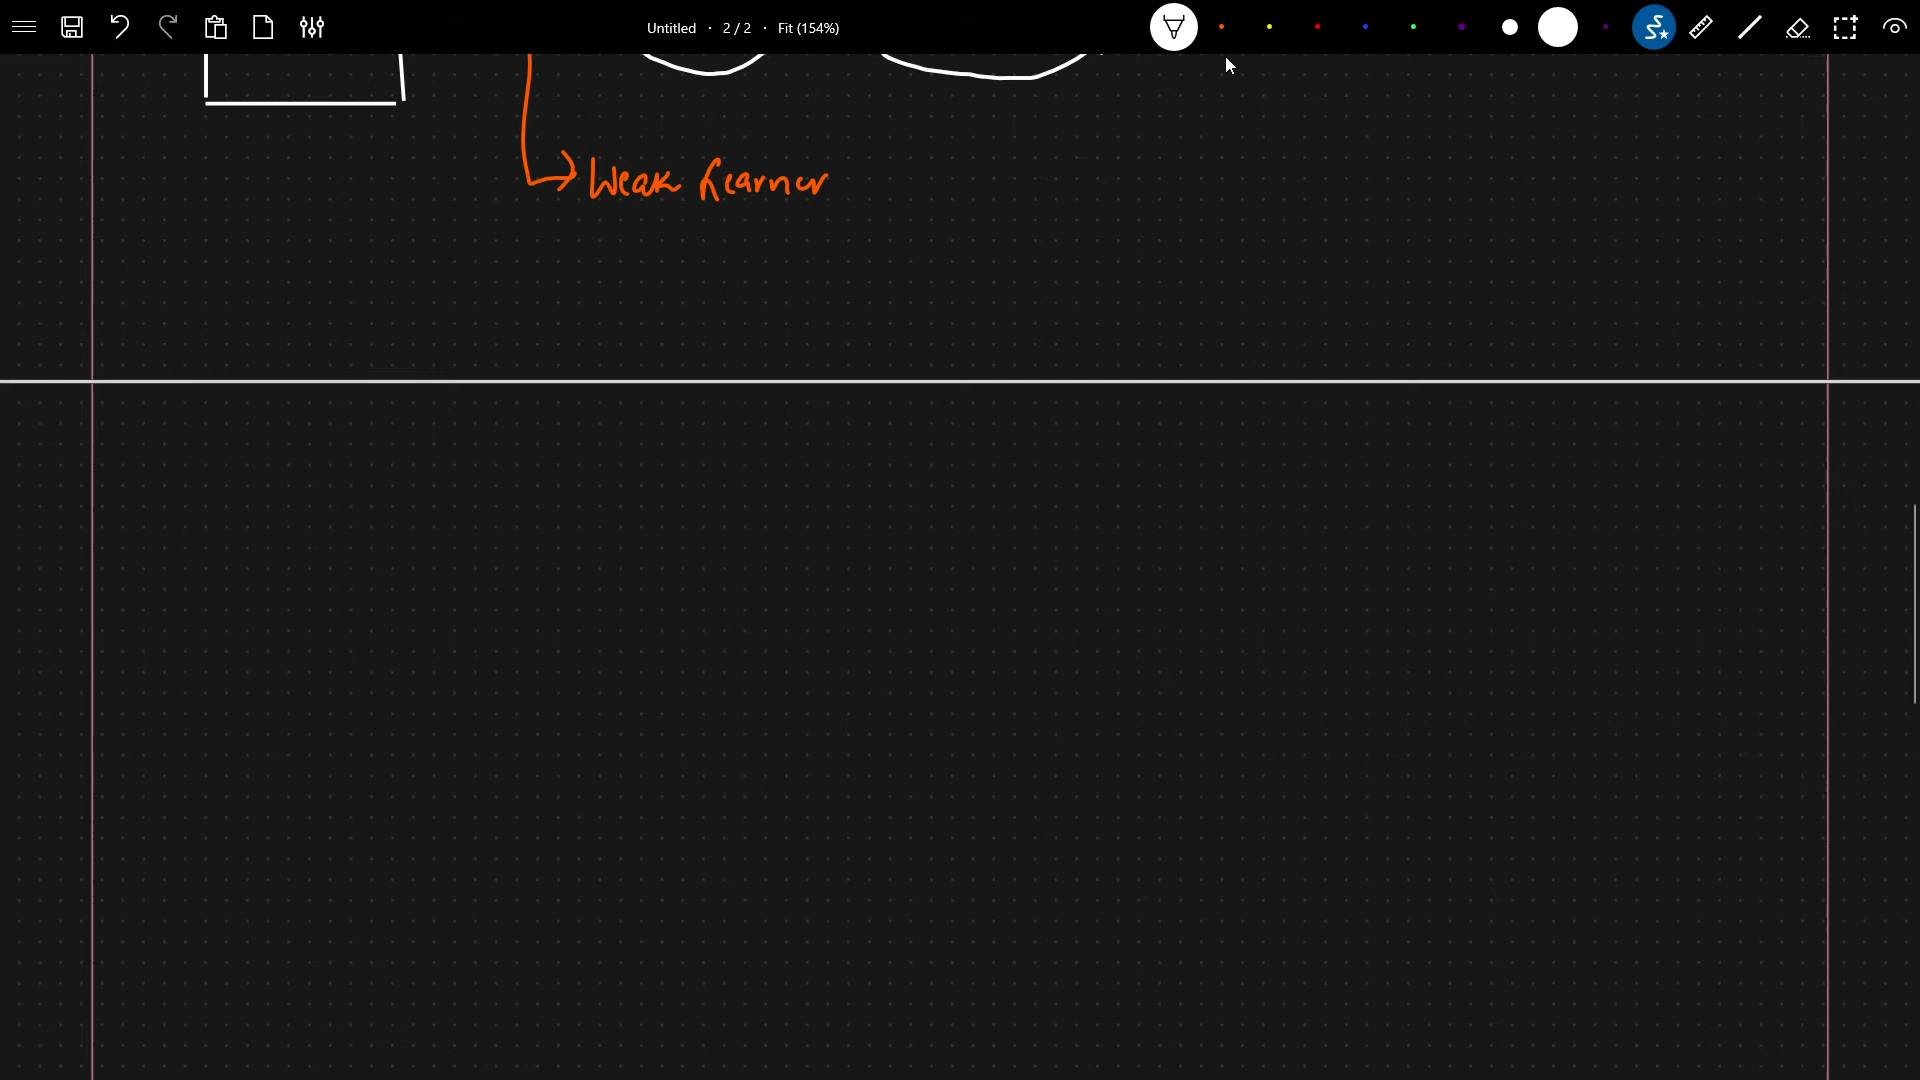 Untitled · 2 / 2 · Fit (154%)
Weak Learner